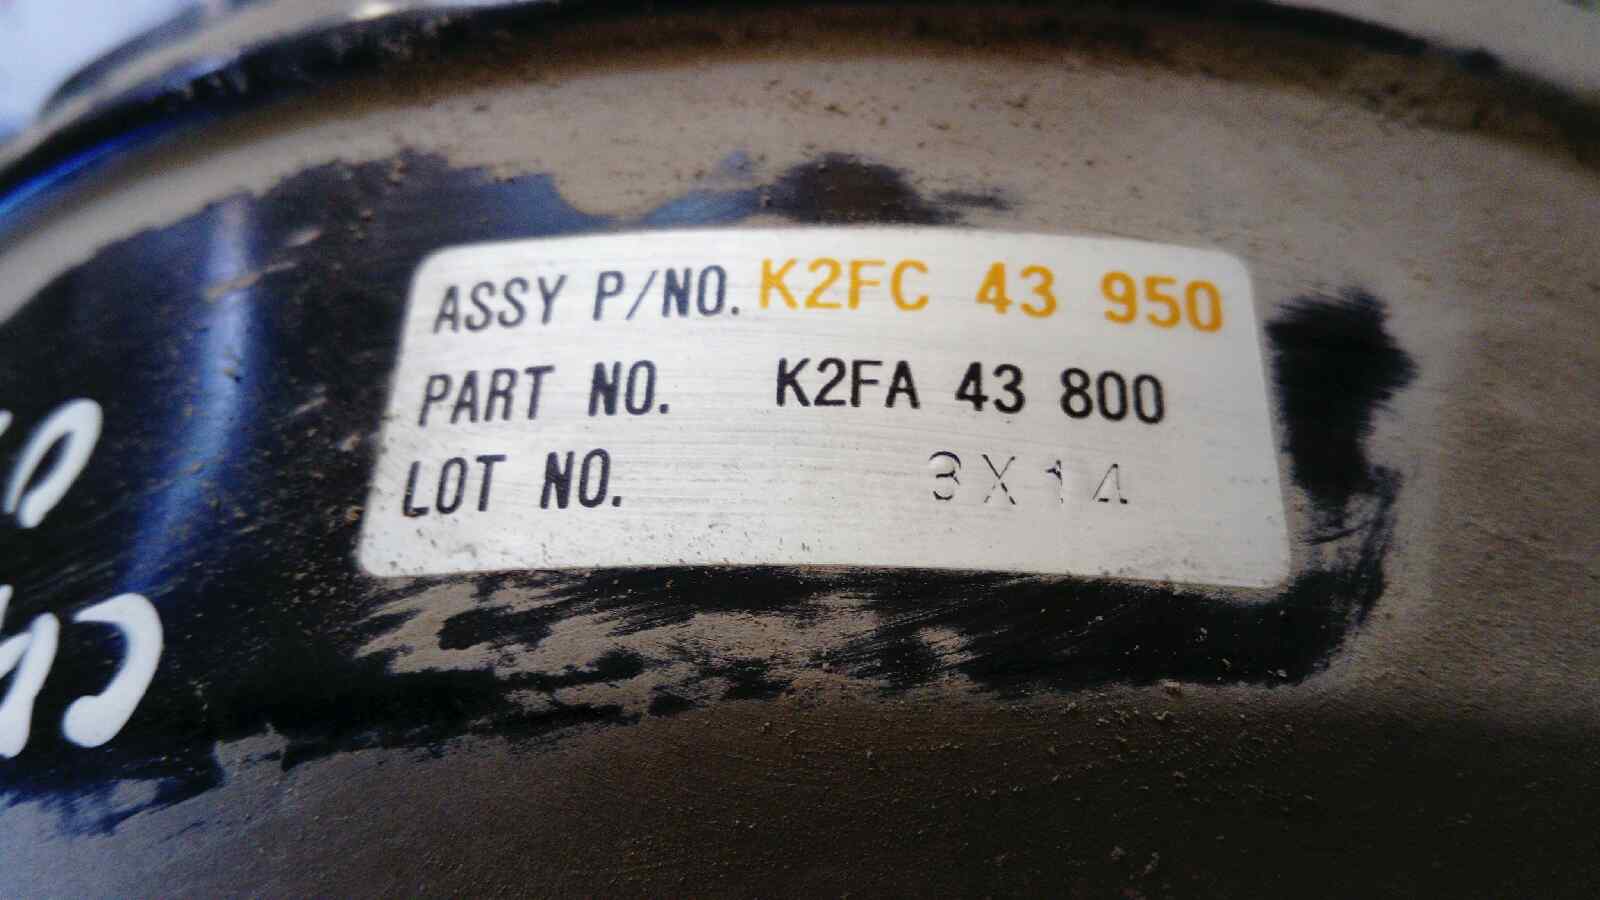 ASSY P/NO. K2FC 43 950
PART NO. K2FA 43 800
LOT NO. 3X14